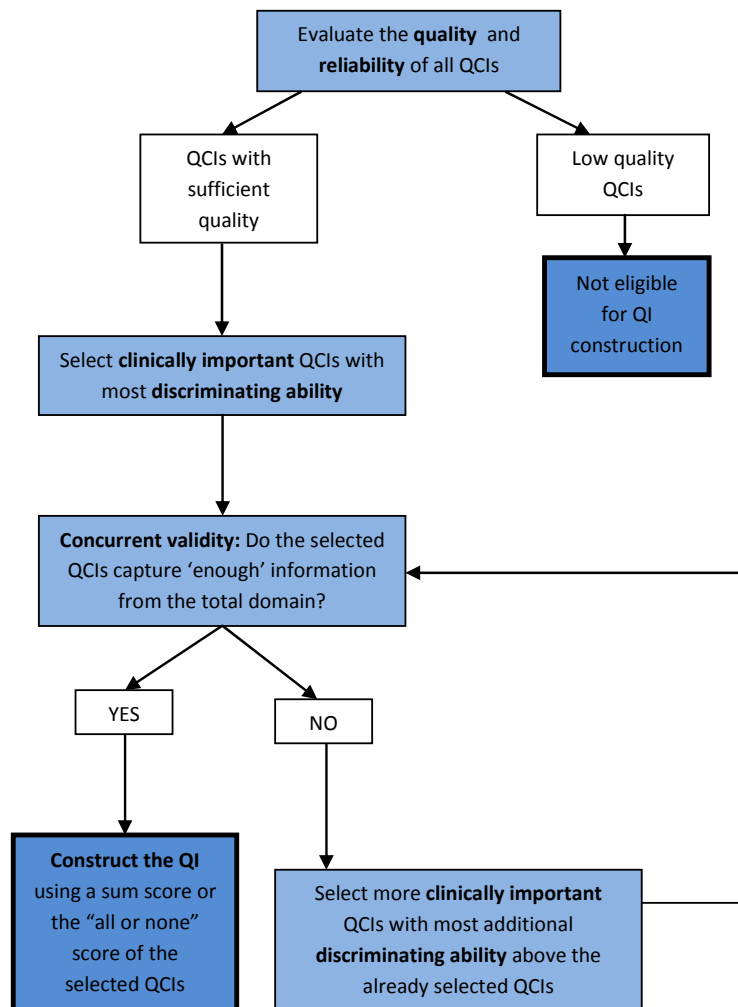 Evaluate the quality and
reliability of all QCIs
QCIs with
sufficient
quality
Low quality
QCIs
Not eligible
for QI
construction
Select clinically important QCIs with
most discriminating ability
Concurrent validity: Do the selected
QCIs capture ‘enough’ information
from the total domain?
YES
NO
Construct the QI
using a sum score or
the “all or none”
score of the
selected QCIs
Select more clinically important
QCIs with most additional
discriminating ability above the
already selected QCIs